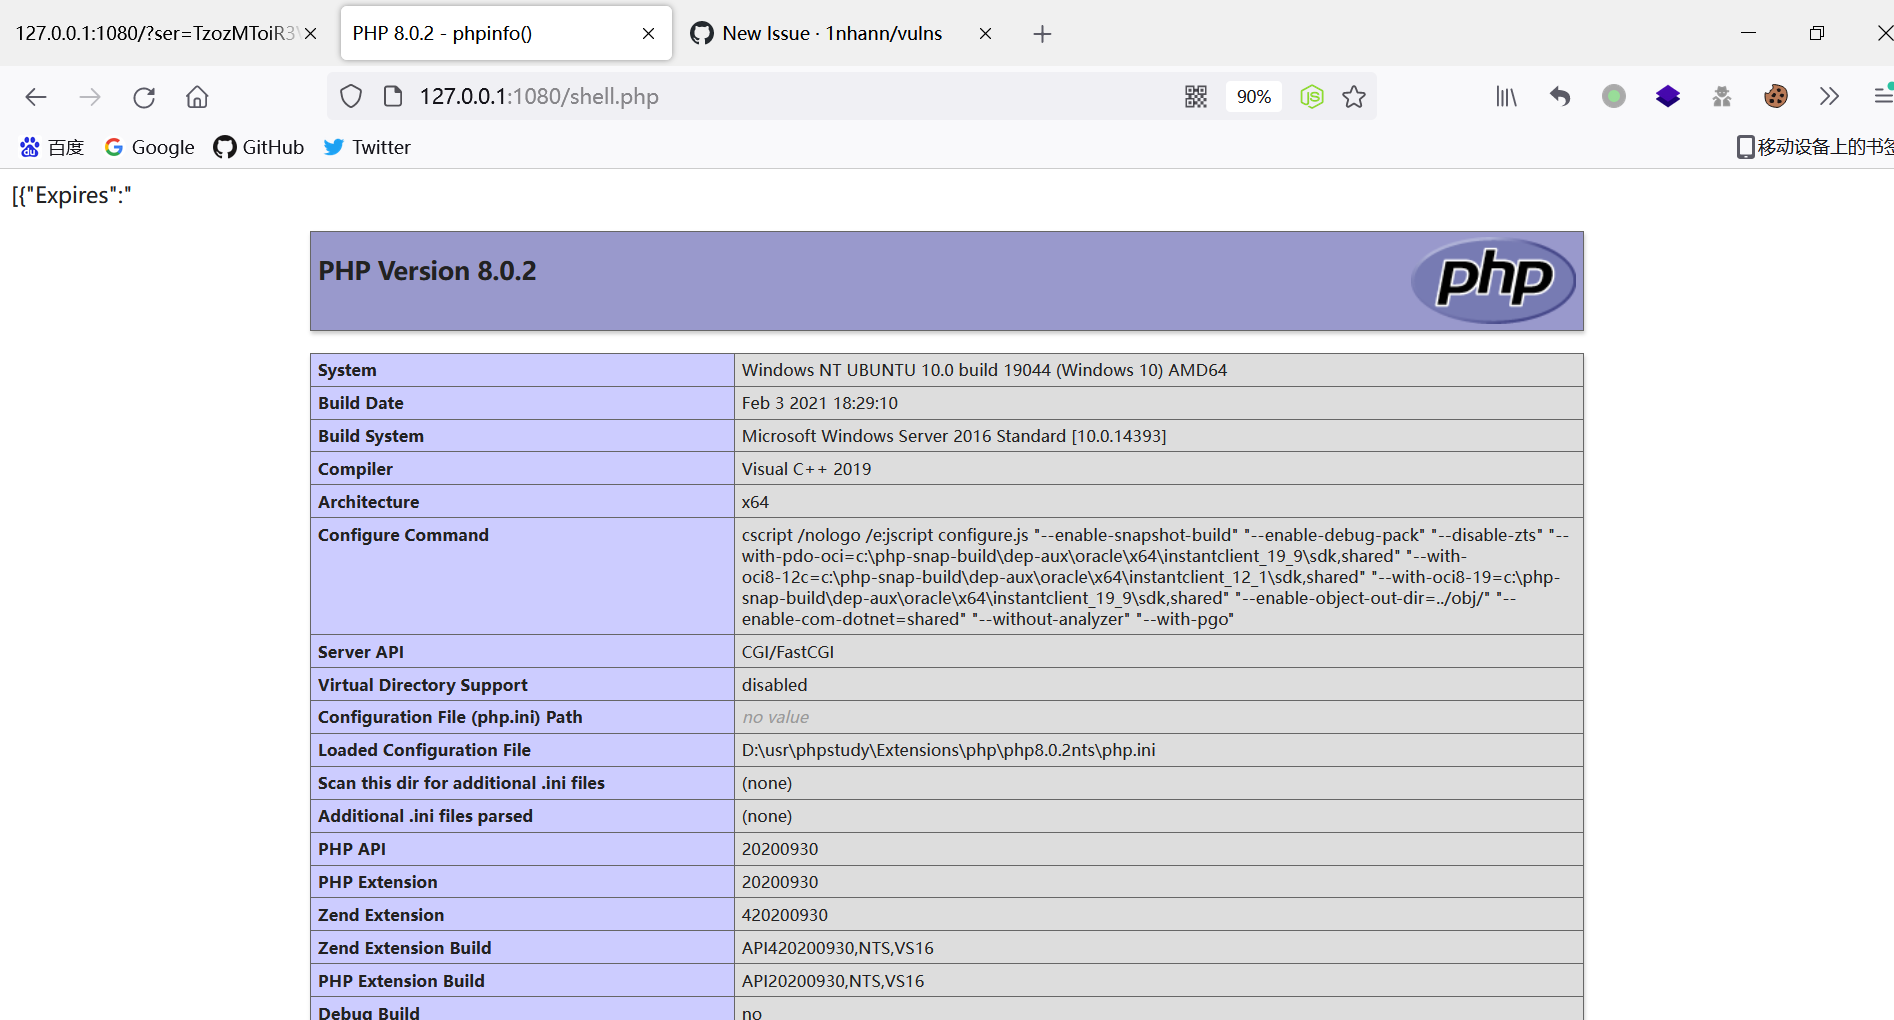 127.0.0.1:1080/?ser=TzozMToiR3V
PHP 8.0.2 - phpinfo()
New Issue · 1nhann/vulns
127.0.0.1:1080/shell.php
90%
百度
Google
GitHub
Twitter
移动设备上的书签
[{"Expires":"
PHP Version 8.0.2
php
System Windows NT UBUNTU 10.0 build 19044 (Windows 10) AMD64
Build Date Feb 3 2021 18:29:10
Build System Microsoft Windows Server 2016 Standard [10.0.14393]
Compiler Visual C++ 2019
Architecture x64
Configure Command cscript /nologo /e:jscript configure.js "--enable-snapshot-build" "--enable-debug-pack" "--disable-zts" "--
with-pdo-oci=c:\php-snap-build\dep-aux\oracle\x64\instantclient_19_9\sdk,shared" "--with-
oci8-12c=c:\php-snap-build\dep-aux\oracle\x64\instantclient_12_1\sdk,shared" "--with-oci8-19=c:\php-
snap-build\dep-aux\oracle\x64\instantclient_19_9\sdk,shared" "--enable-object-out-dir=../obj/" "--
enable-com-dotnet=shared" "--without-analyzer" "--with-pgo"
Server API CGI/FastCGI
Virtual Directory Support disabled
Configuration File (php.ini) Path no value
Loaded Configuration File D:\usr\phpstudy\Extensions\php\php8.0.2nts\php.ini
Scan this dir for additional .ini files (none)
Additional .ini files parsed (none)
PHP API 20200930
PHP Extension 20200930
Zend Extension 420200930
Zend Extension Build API420200930,NTS,VS16
PHP Extension Build API20200930,NTS,VS16
Debug Build no